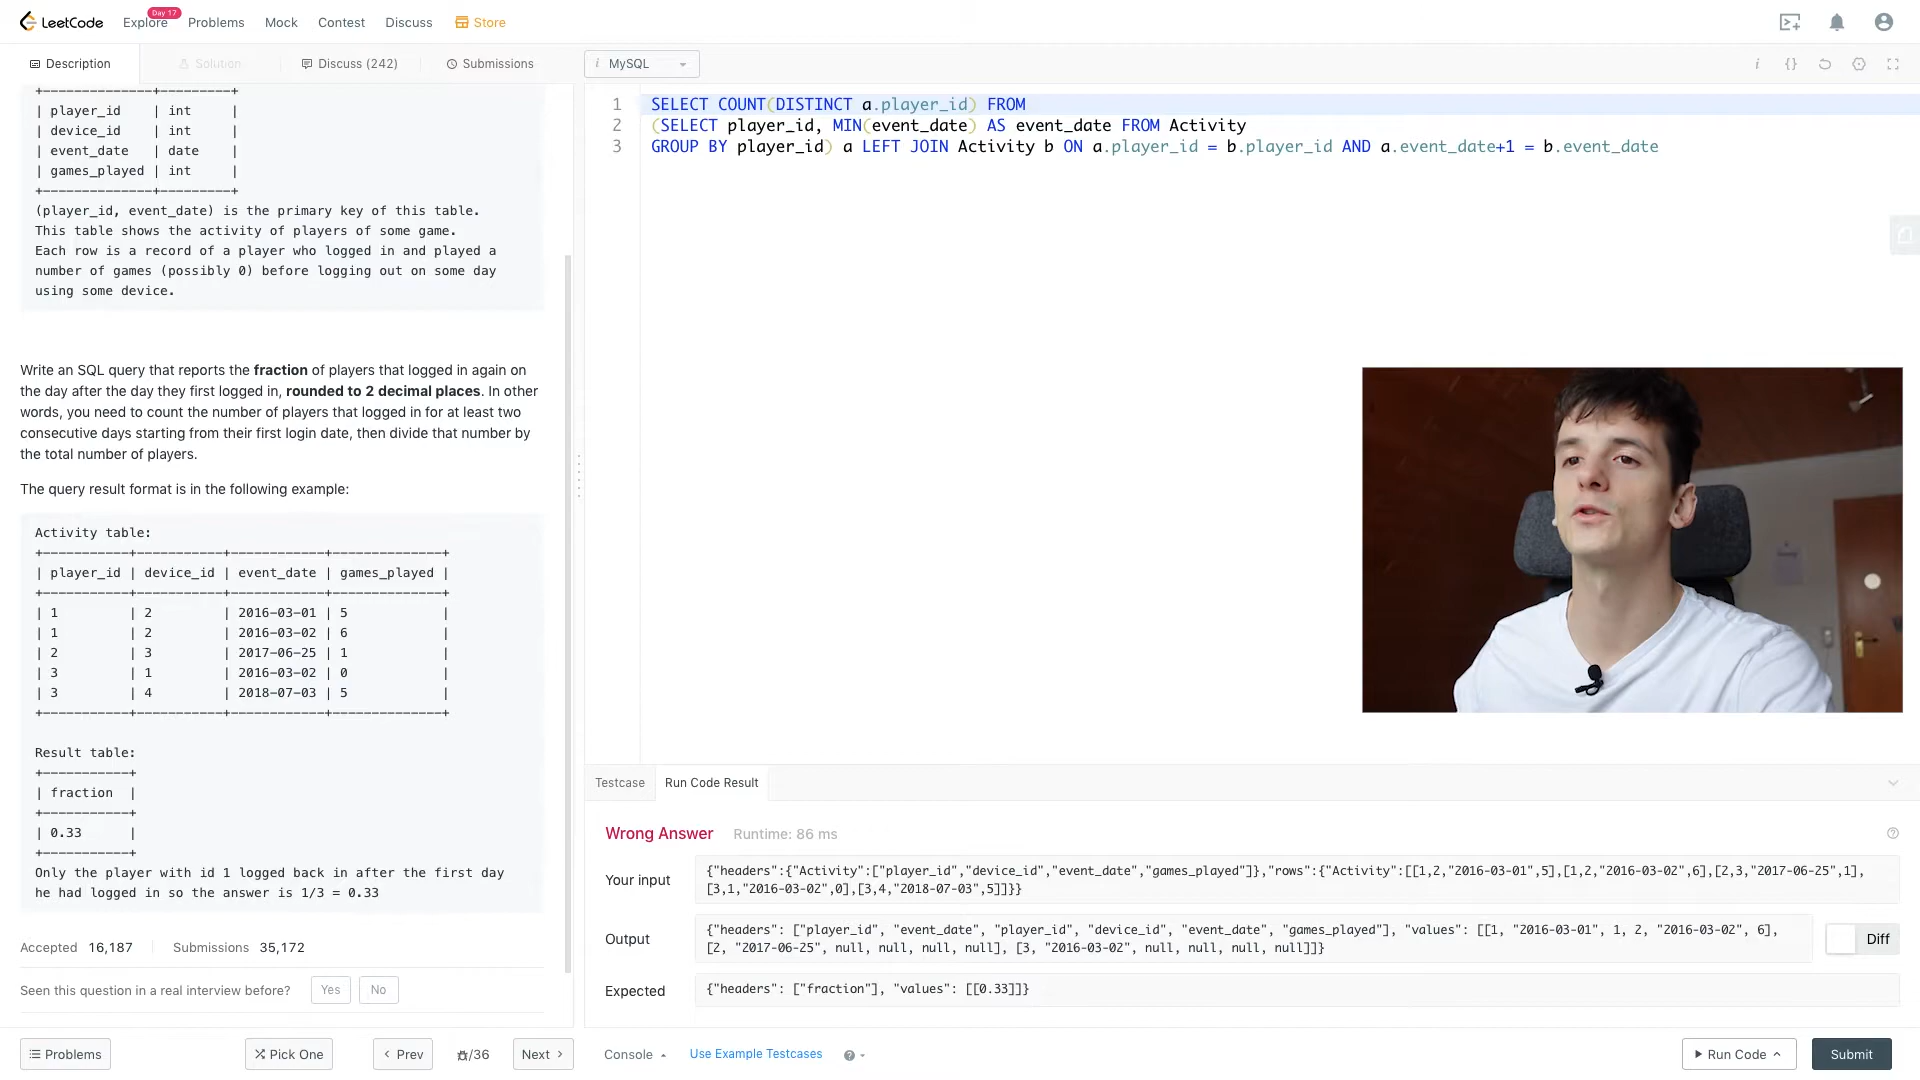 LeetCode
Explore
Day 17
Problems
Mock
Contest
Discuss
Store
Description
Solution
Discuss (242)
Submissions
i MySQL
i
{}
+--------------+---------+
| player_id    | int     |
| device_id    | int     |
| event_date   | date    |
| games_played | int     |
+--------------+---------+
(player_id, event_date) is the primary key of this table.
This table shows the activity of players of some game.
Each row is a record of a player who logged in and played a
number of games (possibly 0) before logging out on some day
using some device.
Write an SQL query that reports the fraction of players that logged in again on
the day after the day they first logged in, rounded to 2 decimal places. In other
words, you need to count the number of players that logged in for at least two
consecutive days starting from their first login date, then divide that number by
the total number of players.
The query result format is in the following example:
Activity table:
+-----------+-----------+------------+--------------+
| player_id | device_id | event_date | games_played |
+-----------+-----------+------------+--------------+
| 1         | 2         | 2016-03-01 | 5            |
| 1         | 2         | 2016-03-02 | 6            |
| 2         | 3         | 2017-06-25 | 1            |
| 3         | 1         | 2016-03-02 | 0            |
| 3         | 4         | 2018-07-03 | 5            |
+-----------+-----------+------------+--------------+
Result table:
+-----------+
| fraction  |
+-----------+
| 0.33      |
+-----------+
Only the player with id 1 logged back in after the first day
he had logged in so the answer is 1/3 = 0.33
Accepted 16,187
Submissions 35,172
Seen this question in a real interview before?
Yes
No
Problems
Pick One
< Prev
/36
Next >
1 SELECT COUNT(DISTINCT a.player_id) FROM
2 (SELECT player_id, MIN(event_date) AS event_date FROM Activity
3 GROUP BY player_id) a LEFT JOIN Activity b ON a.player_id = b.player_id AND a.event_date+1 = b.event_date
Testcase
Run Code Result
Wrong Answer
Runtime: 86 ms
Your input
{"headers":{"Activity":["player_id","device_id","event_date","games_played"]},"rows":{"Activity":[[1,2,"2016-03-01",5],[1,2,"2016-03-02",6],[2,3,"2017-06-25",1],
[3,1,"2016-03-02",0],[3,4,"2018-07-03",5]]}}
Output
{"headers": ["player_id", "event_date", "player_id", "device_id", "event_date", "games_played"], "values": [[1, "2016-03-01", 1, 2, "2016-03-02", 6],
[2, "2017-06-25", null, null, null, null], [3, "2016-03-02", null, null, null, null]]}
Diff
Expected
{"headers": ["fraction"], "values": [[0.33]]}
Console
Use Example Testcases
?
Run Code
Submit